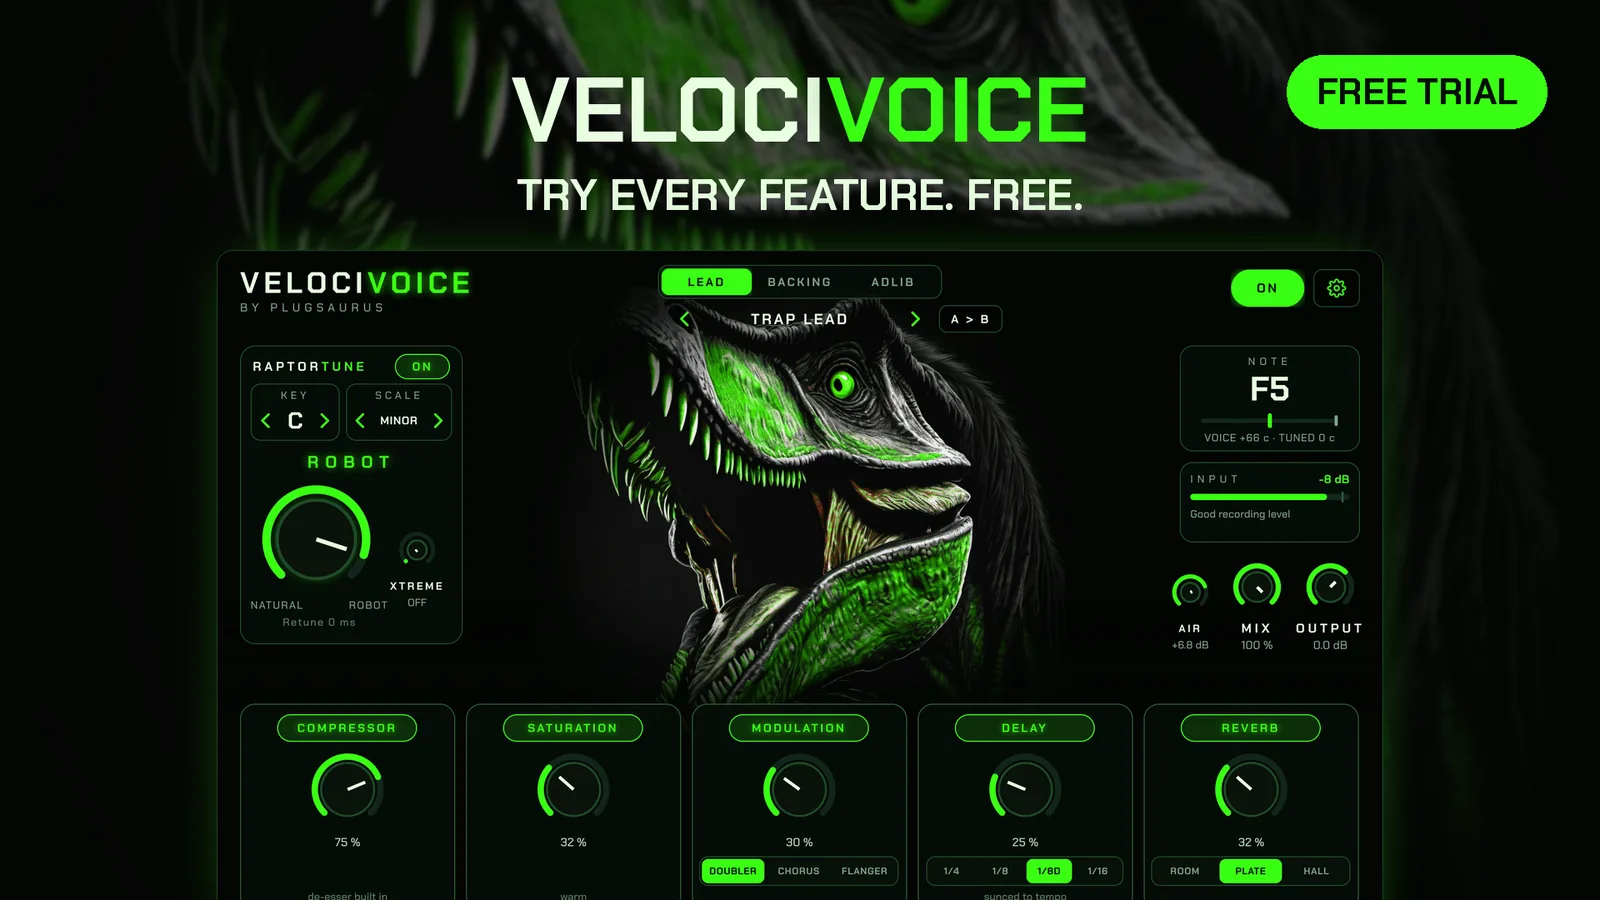 VELOCIVOICE
FREE TRIAL
TRY EVERY FEATURE. FREE.
VELOCIVOICE
BY PLUGSAURUS
LEAD BACKING ADLIB
TRAP LEAD
A > B
ON
RAPTORTUNE ON
KEY
C
SCALE
MINOR
ROBOT
XTREME
OFF
NATURAL ROBOT
Retune 0 ms
NOTE
F5
VOICE +66 c · TUNED 0 c
INPUT -8 dB
Good recording level
AIR MIX OUTPUT
+6.8 dB 100 % 0.0 dB
COMPRESSOR
75 %
de-esser built in
SATURATION
32 %
warm
MODULATION
30 %
DOUBLER CHORUS FLANGER
DELAY
25 %
1/4 1/8 1/8D 1/16
synced to tempo
REVERB
32 %
ROOM PLATE HALL